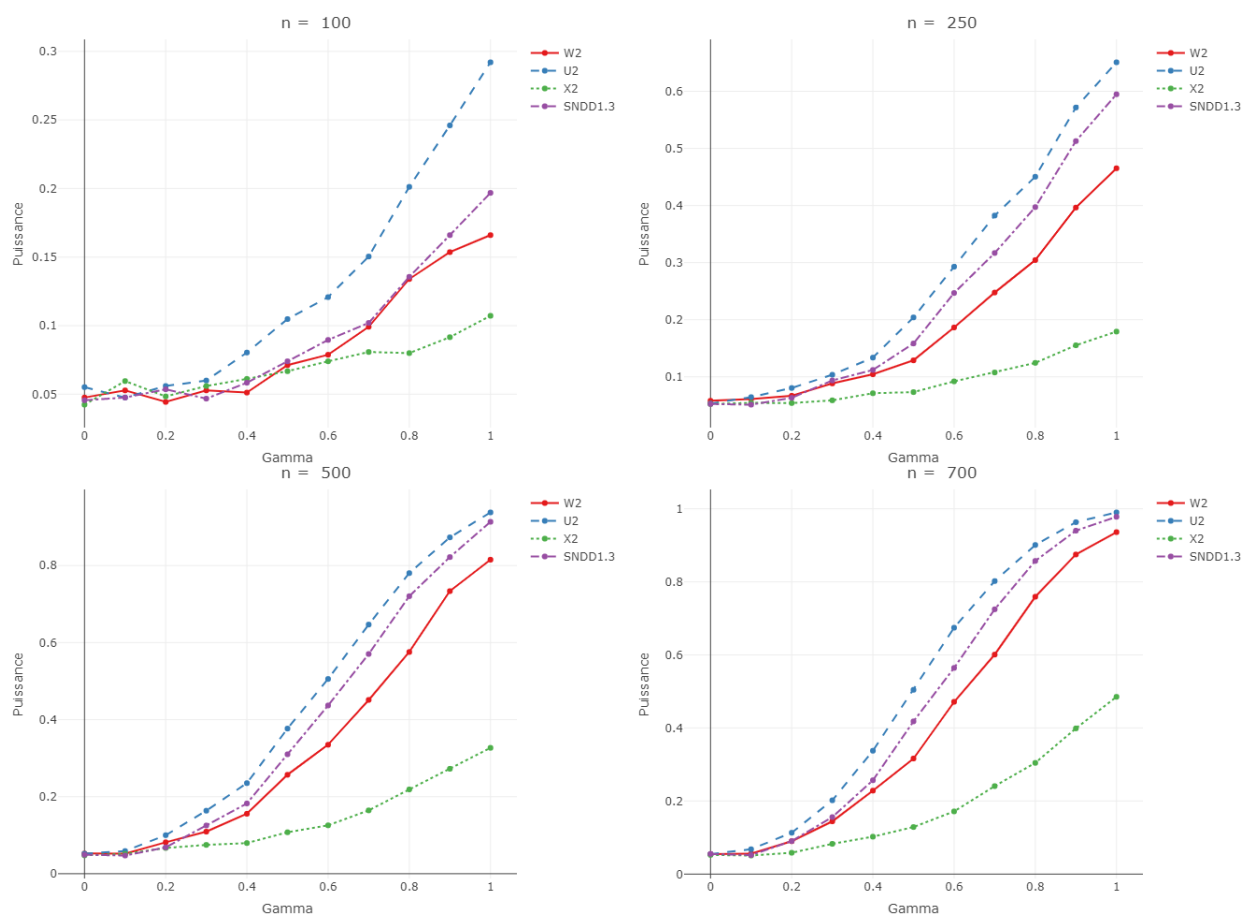 n = 100
0.3
0.25
0.2
0.15
0.1
0.05
Puissance
0
0.2
0.4
0.6
0.8
1
Gamma
W2
U2
X2
SNDD1.3
n = 250
0.6
0.5
0.4
0.3
0.2
0.1
Puissance
0
0.2
0.4
0.6
0.8
1
Gamma
W2
U2
X2
SNDD1.3
n = 500
0.8
0.6
0.4
0.2
0
Puissance
0
0.2
0.4
0.6
0.8
1
Gamma
W2
U2
X2
SNDD1.3
n = 700
1
0.8
0.6
0.4
0.2
0
Puissance
0
0.2
0.4
0.6
0.8
1
Gamma
W2
U2
X2
SNDD1.3